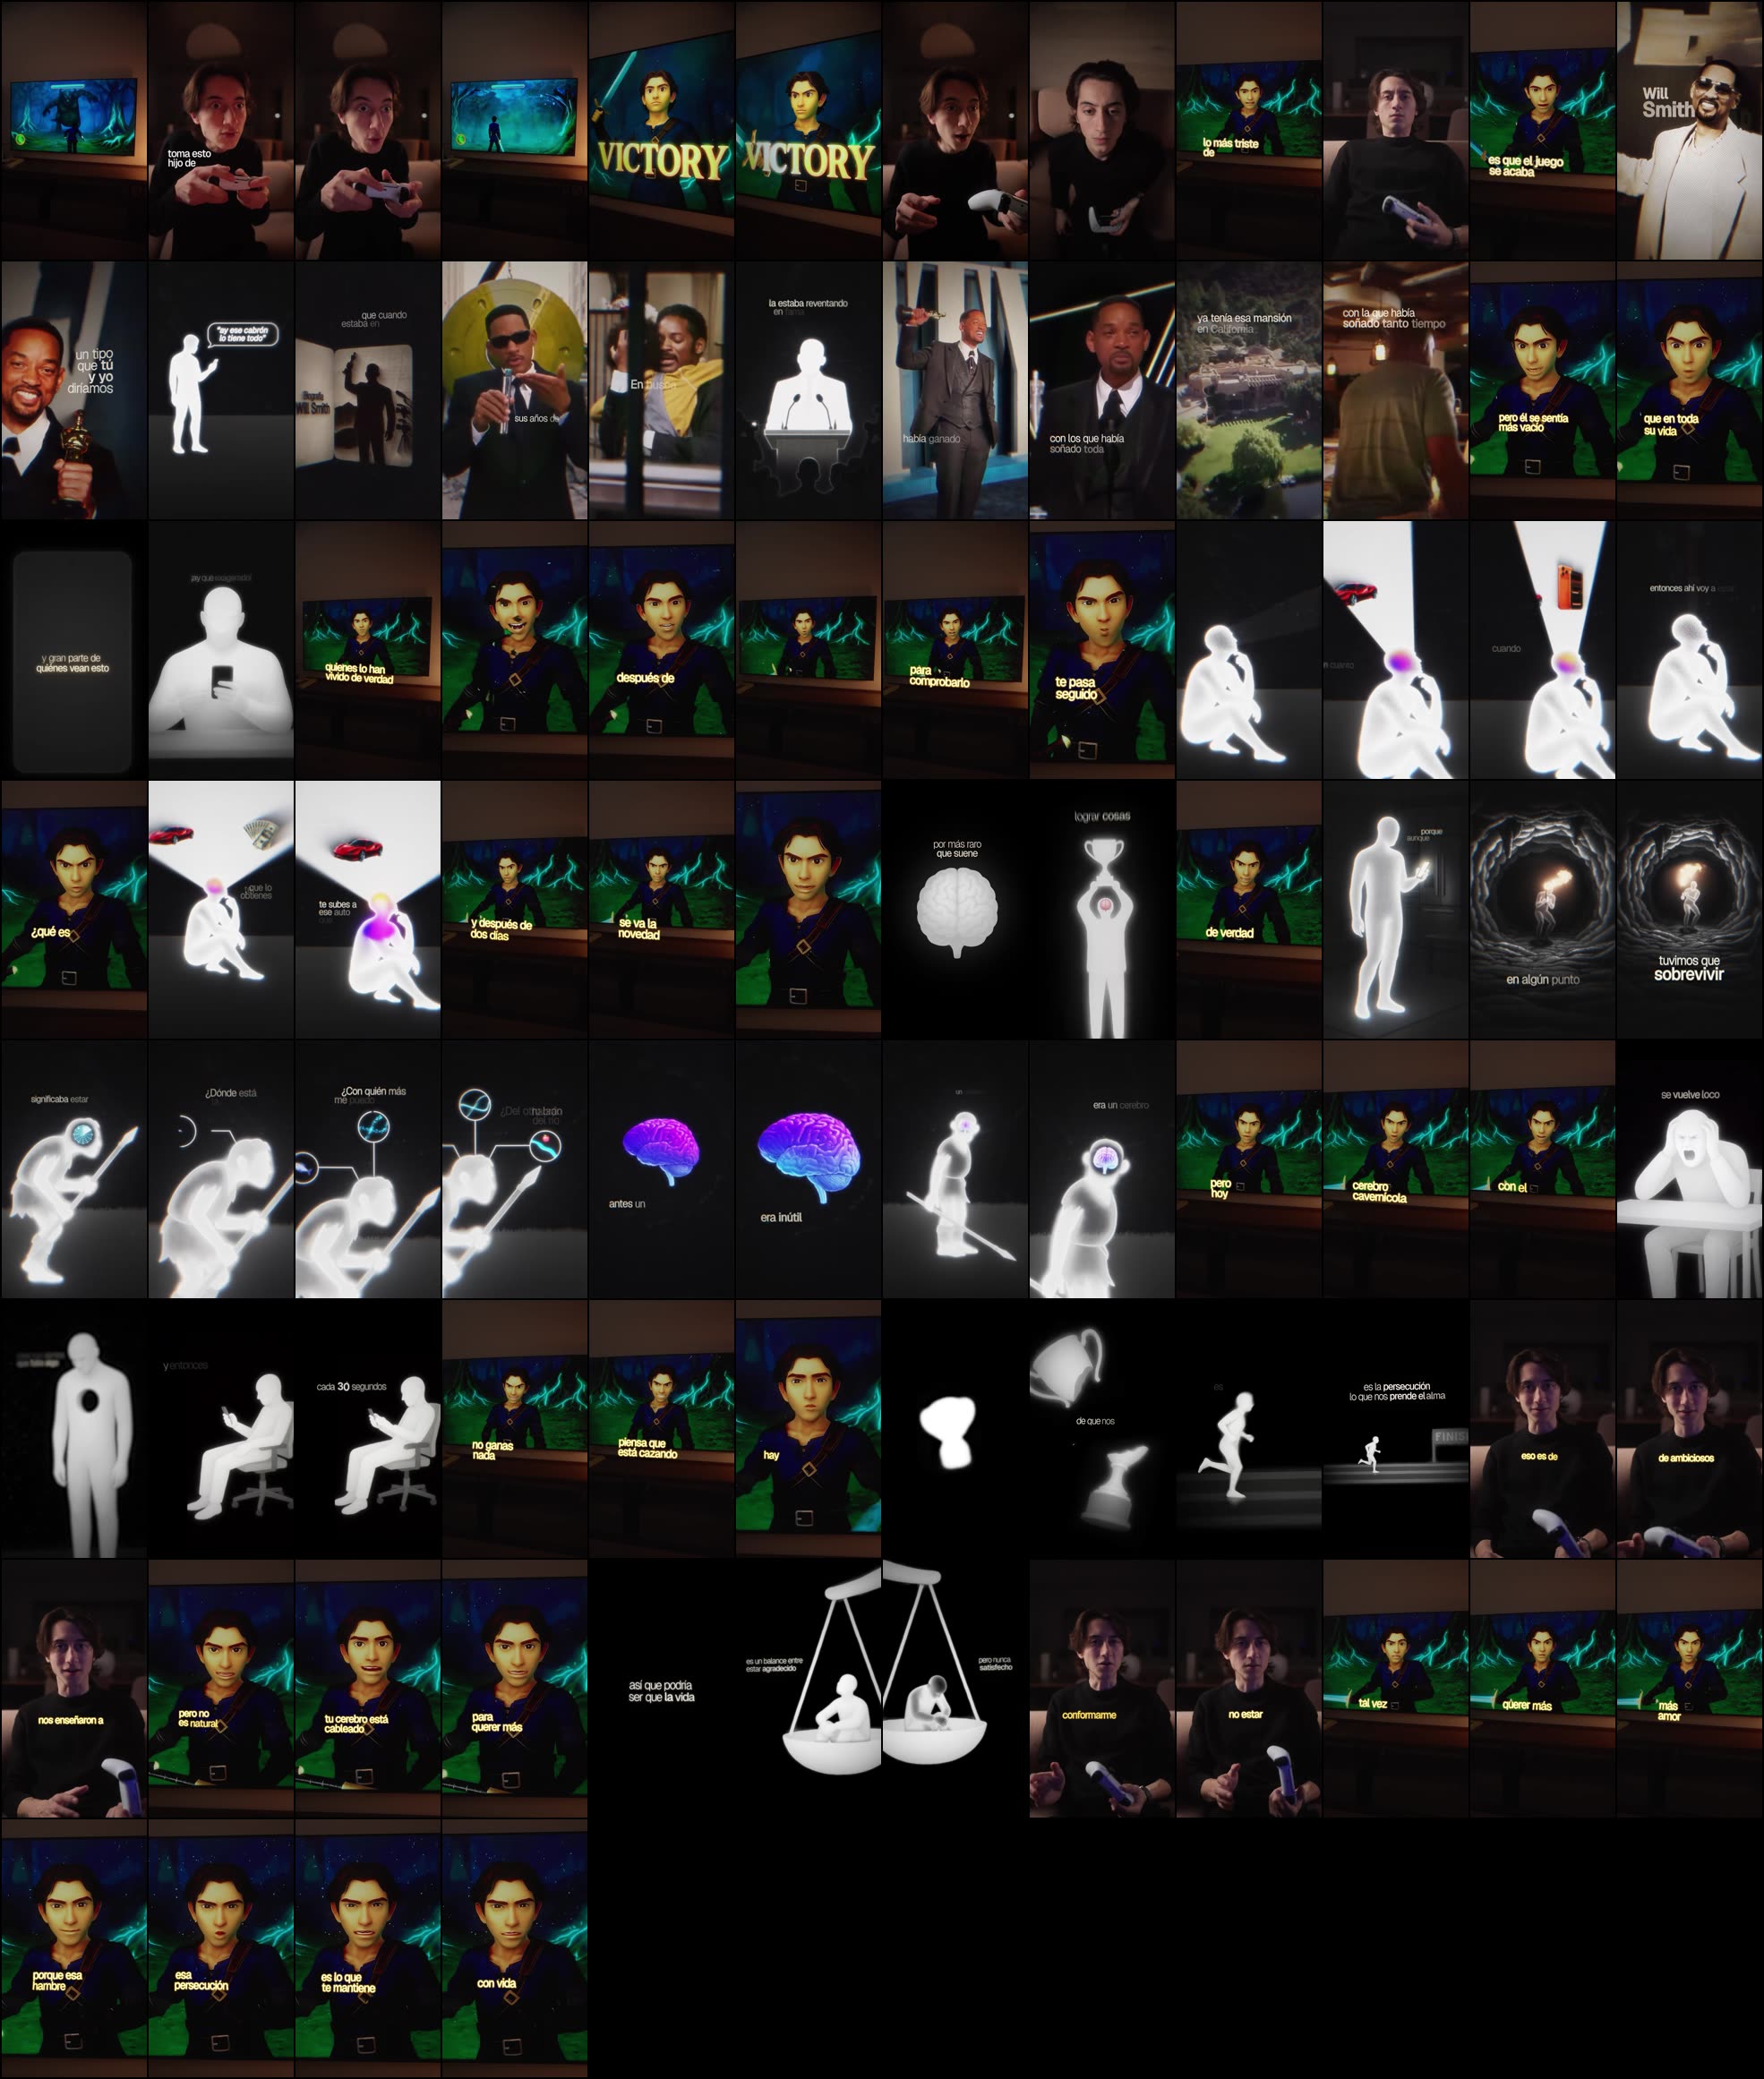 toma esto
hijo de
VICTORY
VICTORY
lo más triste
de
es que el juego
se acaba
Will
Smith
un tipo
que tú
y yo
diríamos
"ay ese cabrón
lo tiene todo"
que cuando
estaba en
Biografía
Will Smith
sus años de
En busca
la estaba reventando
en fama
había ganado
con los que había
soñado toda
ya tenía esa mansión
en California
con la que había
soñado tanto tiempo
pero él se sentía
más vacío
que en toda
su vida
y gran parte de
quiénes vean esto
¡ay que exagerado!
quienes lo han
vivido de verdad
después de
para
comprobarlo
te pasa
seguido
cuando
entonces ahí voy a
¿qué es
que lo
obtienes
te subes a
ese auto
y después de
dos días
se va la
novedad
por más raro
que suene
lograr cosas
de verdad
porque
aunque
en algún punto
tuvimos que
sobrevivir
significaba estar
¿Dónde está
¿Con quién más
me puedo
antes un
era inútil
un
era un cerebro
pero
hoy
cerebro
cavernícola
con el
se vuelve loco
que falta algo
y entonces
cada 30 segundos
no ganas
nada
piensa que
está cazando
hay
de que nos
es
es la persecución
lo que nos prende el alma
FINIS
eso es de
de ambiciosos
nos enseñaron a
pero no
es natural
tu cerebro está
cableado
para
querer más
así que podría
ser que la vida
es un balance entre
estar agradecido
pero nunca
satisfecho
conformarme
no estar
tal vez
querer más
más
amor
porque esa
hambre
esa
persecución
es lo que
te mantiene
con vida